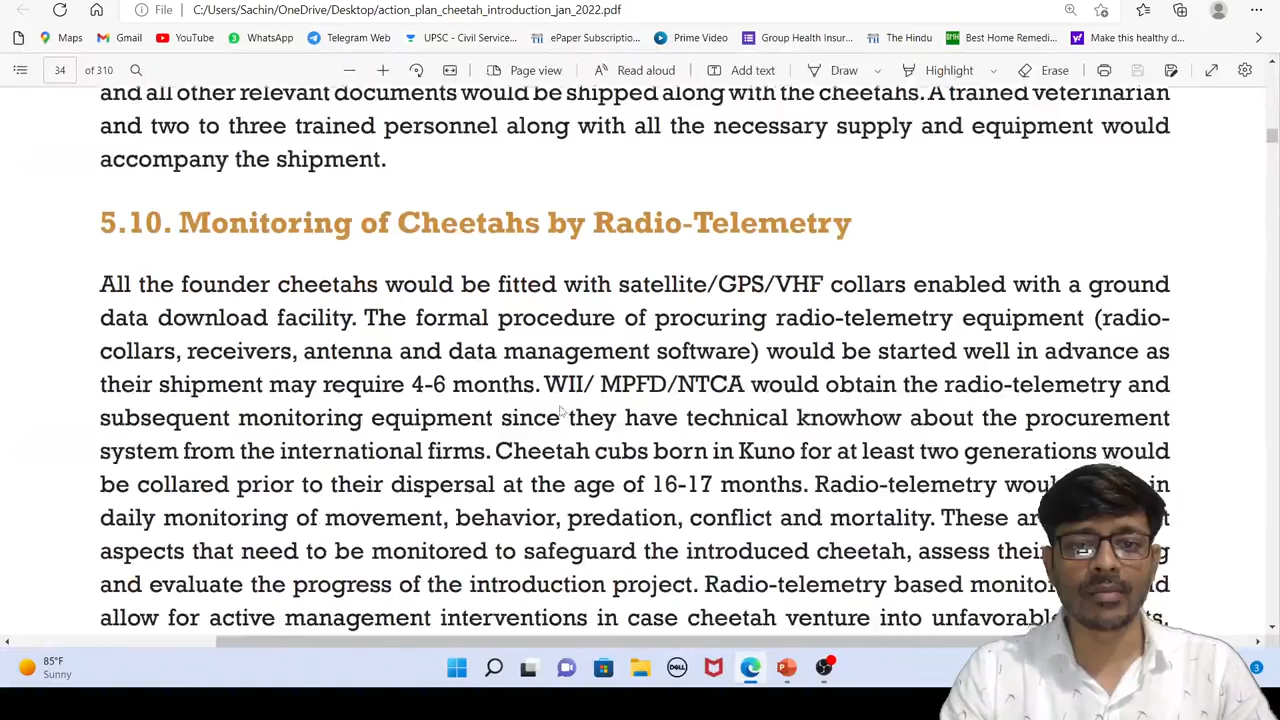 File
C:/Users/Sachin/OneDrive/Desktop/action_plan_cheetah_introduction_jan_2022.pdf
Maps
Gmail
YouTube
WhatsApp
Telegram Web
UPSC - Civil Service...
ePaper Subscriptio...
Prime Video
Group Health Insur...
The Hindu
Best Home Remedi...
Make this healthy d...
34 of 310
Page view
Read aloud
Add text
Draw
Highlight
Erase
and all other relevant documents would be shipped along with the cheetahs. A trained veterinarian
and two to three trained personnel along with all the necessary supply and equipment would
accompany the shipment.
5.10. Monitoring of Cheetahs by Radio-Telemetry
All the founder cheetahs would be fitted with satellite/GPS/VHF collars enabled with a ground
data download facility. The formal procedure of procuring radio-telemetry equipment (radio-
collars, receivers, antenna and data management software) would be started well in advance as
their shipment may require 4-6 months. WII/ MPFD/NTCA would obtain the radio-telemetry and
subsequent monitoring equipment since they have technical knowhow about the procurement
system from the international firms. Cheetah cubs born in Kuno for at least two generations would
be collared prior to their dispersal at the age of 16-17 months. Radio-telemetry in
daily monitoring of movement, behavior, predation, conflict and mortality. These
aspects that need to be monitored to safeguard the introduced cheetah, assess
and evaluate the progress of the introduction project. Radio-telemetry based
allow for active management interventions in case cheetah venture into
85°F
Sunny
DELL
3